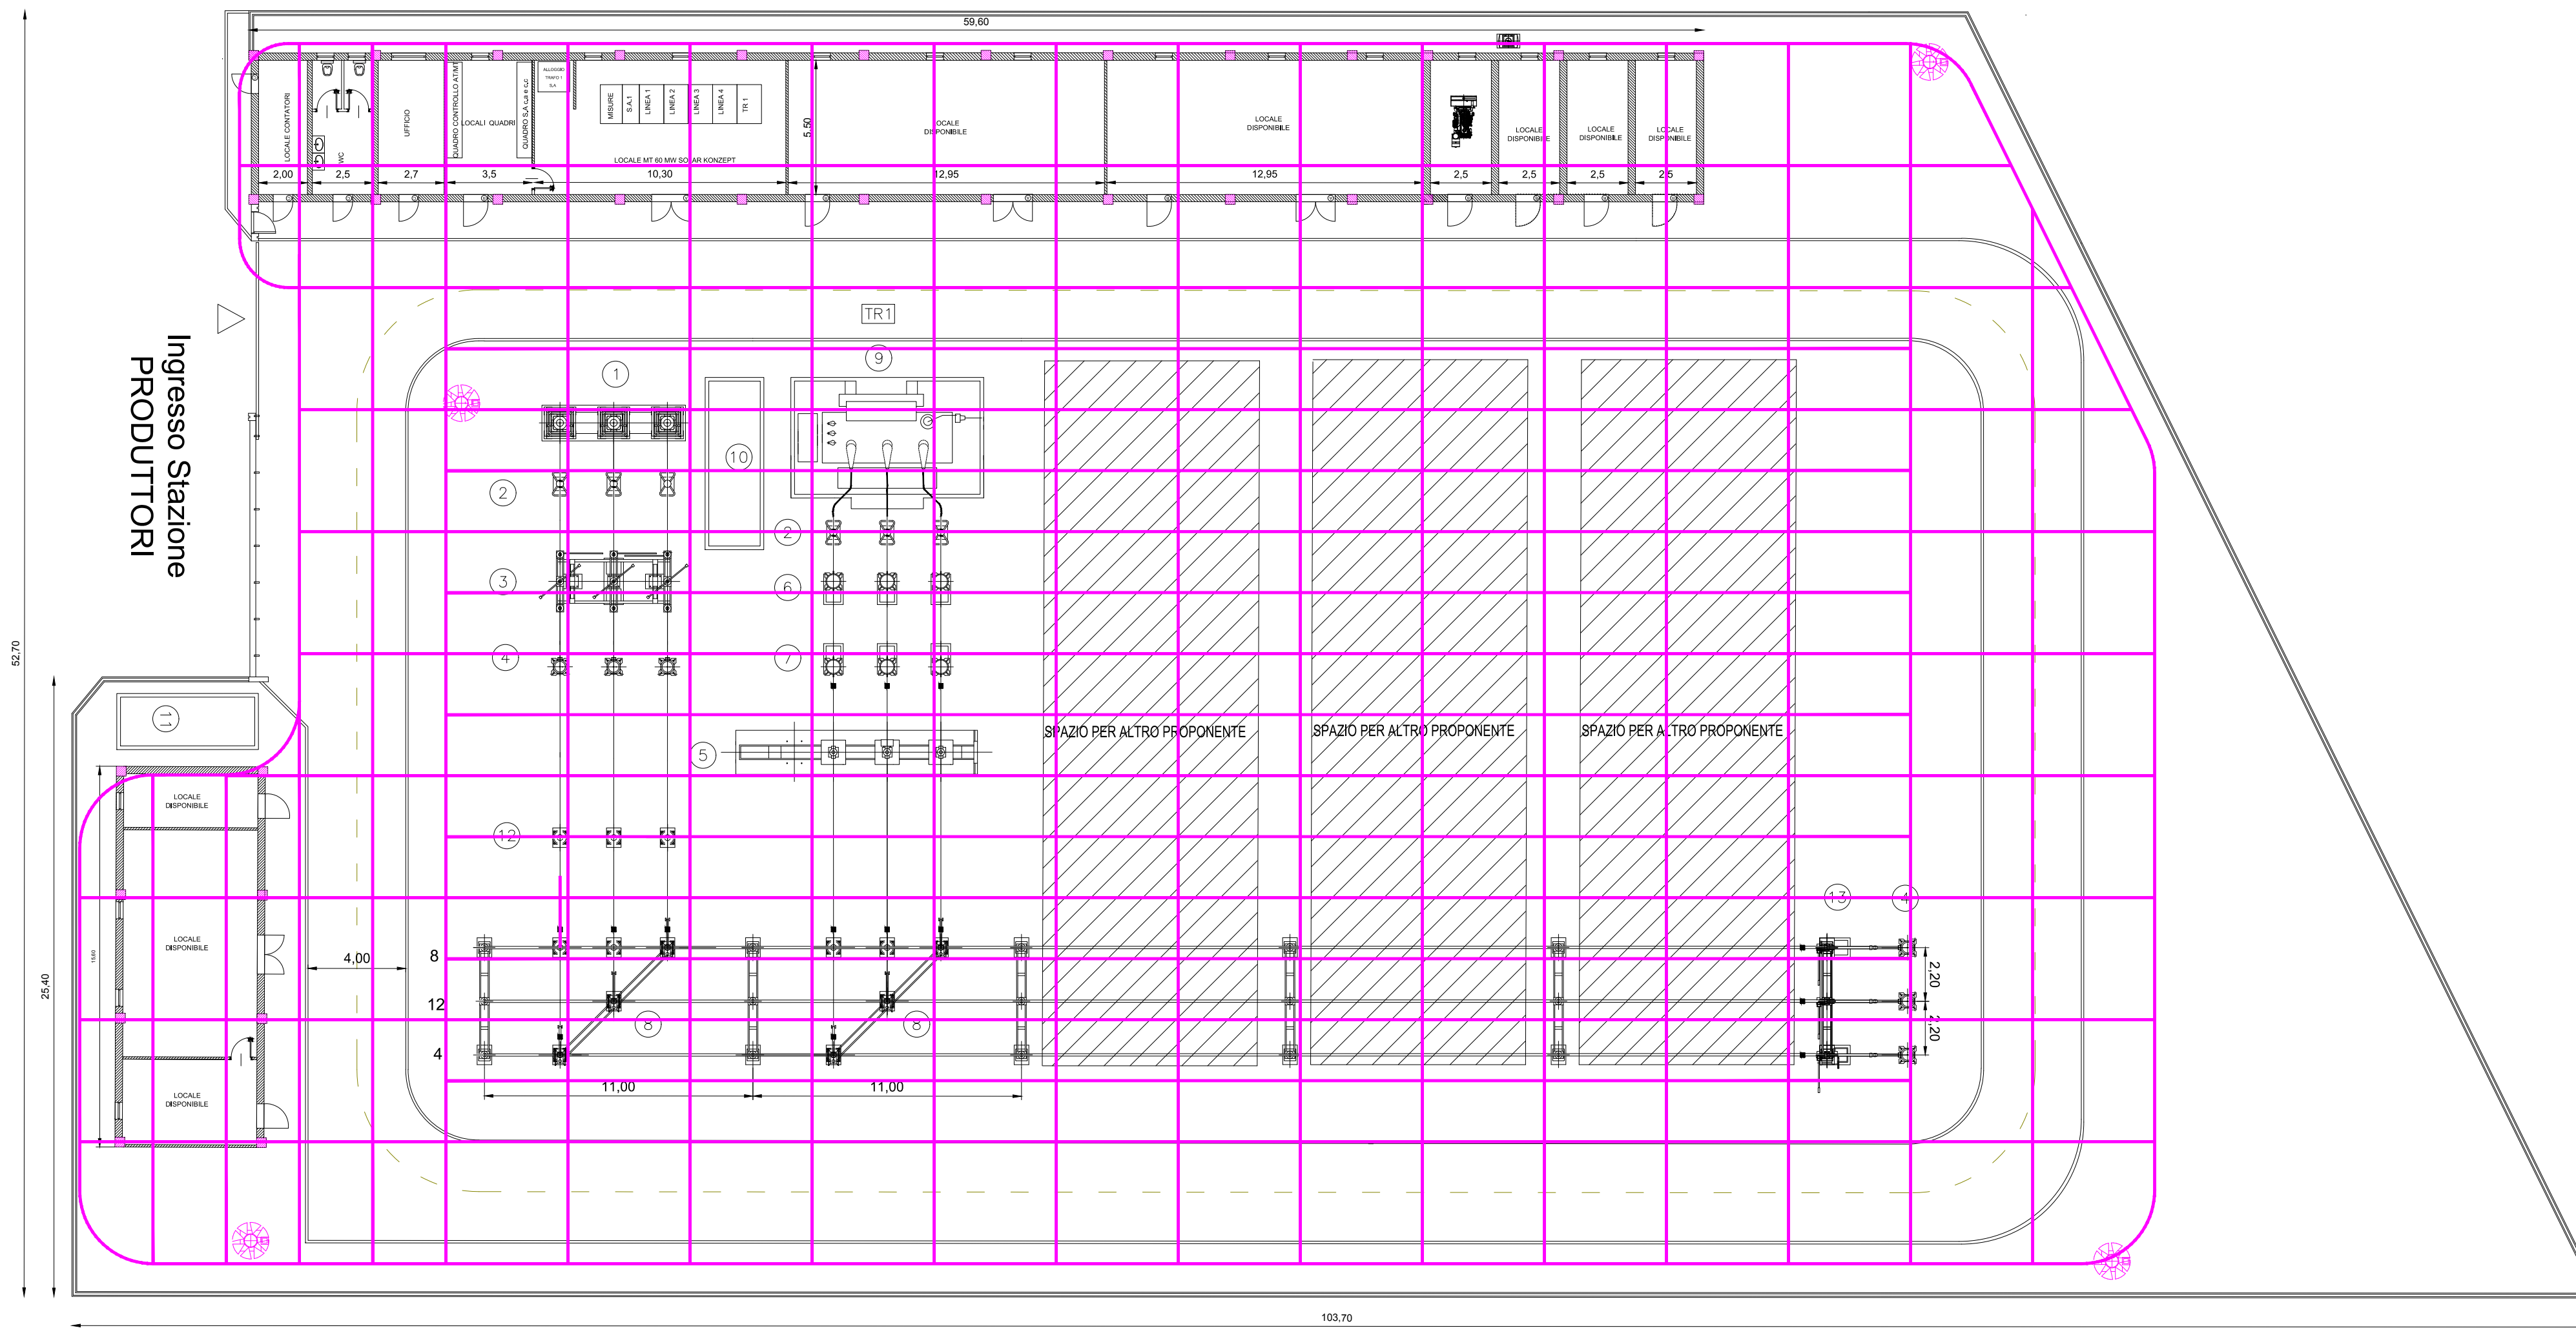 59,60
LOCALE CONTATORI
WC
UFFICIO
QUADRO CONTROLLO AT/MT
LOCALI QUADRI
QUADRO S.A. c.a e c.c
ALLOGGIO
TRAFO 1
S.A
MISURE
S.A.1
LINEA 1
LINEA 2
LINEA 3
LINEA 4
TR 1
LOCALE MT 60 MW SOLAR KONZEPT
5,50
LOCALE
DISPONIBILE
LOCALE
DISPONIBILE
LOCALE
DISPONIBILE
LOCALE
DISPONIBILE
LOCALE
DISPONIBILE
2,00
2,5
2,7
3,5
10,30
12,95
12,95
2,5
2,5
2,5
2,5
TR1
Ingresso Stazione
PRODUTTORI
1
9
10
2
2
3
6
4
7
5
12
11
SPAZIO PER ALTRO PROPONENTE
SPAZIO PER ALTRO PROPONENTE
SPAZIO PER ALTRO PROPONENTE
52,70
25,40
LOCALE
DISPONIBILE
LOCALE
DISPONIBILE
LOCALE
DISPONIBILE
4,00
8
12
4
8
8
13
4
2,20
2,20
11,00
11,00
103,70